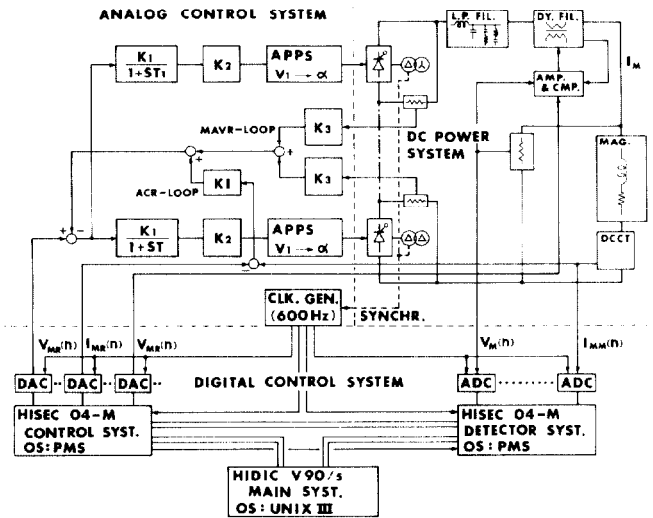 ANALOG CONTROL SYSTEM
L.P. FIL.
DY. FIL.
K1
1+ST1
K2
APPS
V1→α
Δ
IM
AMP.
& CMP.
MAVR-LOOP
K3
+
DC POWER
SYSTEM
MAG.
+
ACR-LOOP
KI
K3
+
-
K1
1+ST
K2
APPS
V1→α
Δ Δ
DCCT
-
CLK. GEN.
(600Hz)
SYNCHR.
VMR(n)
IMR(n)
VMR(n)
VM(n)
IMM(n)
DAC ·· DAC ·· DAC ··
DIGITAL CONTROL SYSTEM
ADC ········ ADC
HISEC 04-M
CONTROL SYST.
OS:PMS
HISEC 04-M
DETECTOR SYST.
OS:PMS
HIDIC V90/5
MAIN SYST.
OS:UNIX III